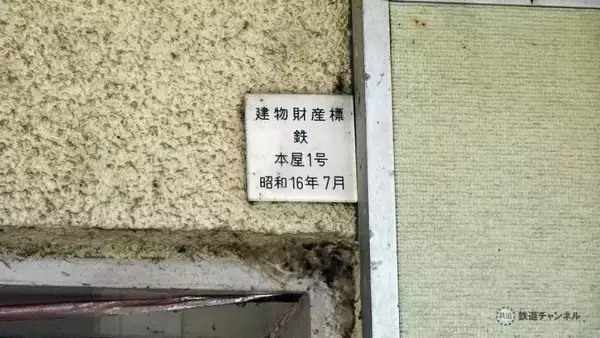 建物財産標
鉄
本屋1号
昭和16年7月
鉄道チャンネル